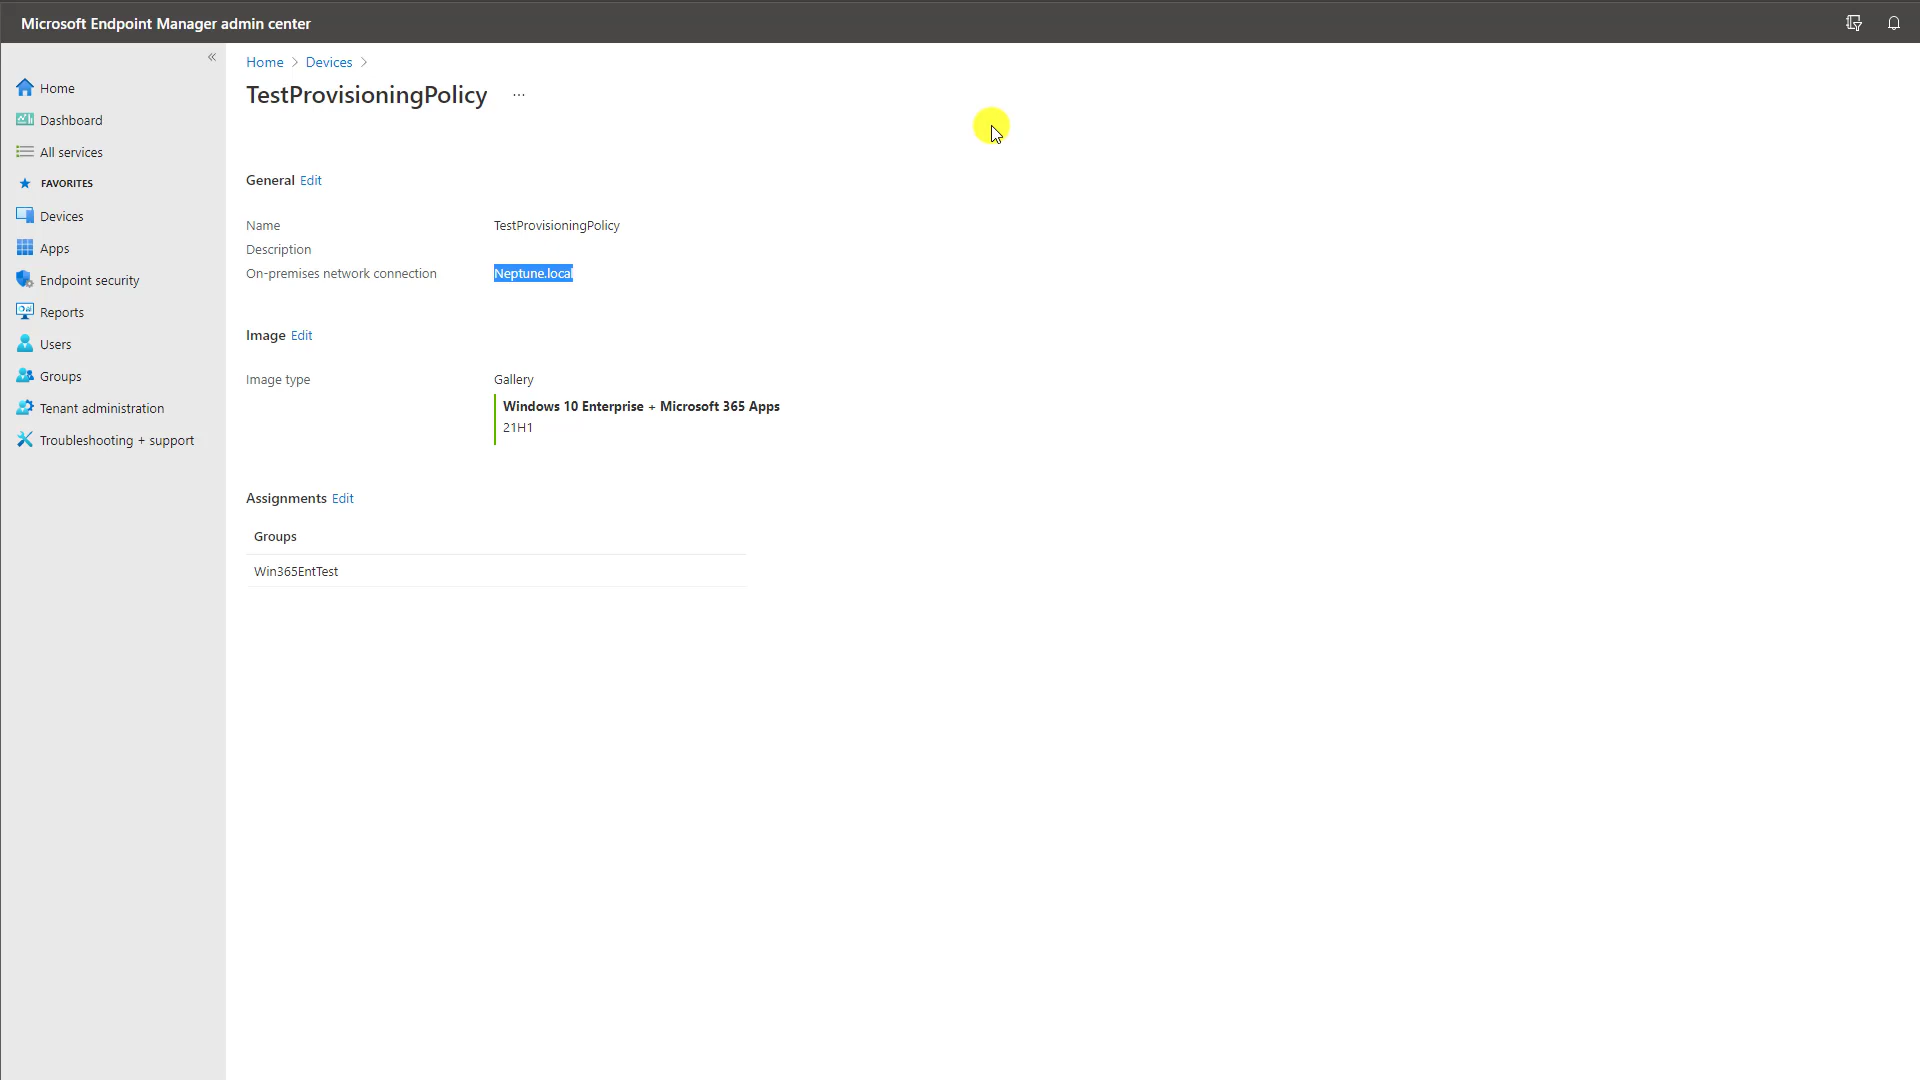 Microsoft Endpoint Manager admin center
Home
Dashboard
All services
FAVORITES
Devices
Apps
Endpoint security
Reports
Users
Groups
Tenant administration
Troubleshooting + support
Home > Devices >
TestProvisioningPolicy ...
General Edit
Name TestProvisioningPolicy
Description
On-premises network connection Neptune.local
Image Edit
Image type Gallery
Windows 10 Enterprise + Microsoft 365 Apps
21H1
Assignments Edit
Groups
Win365EntTest